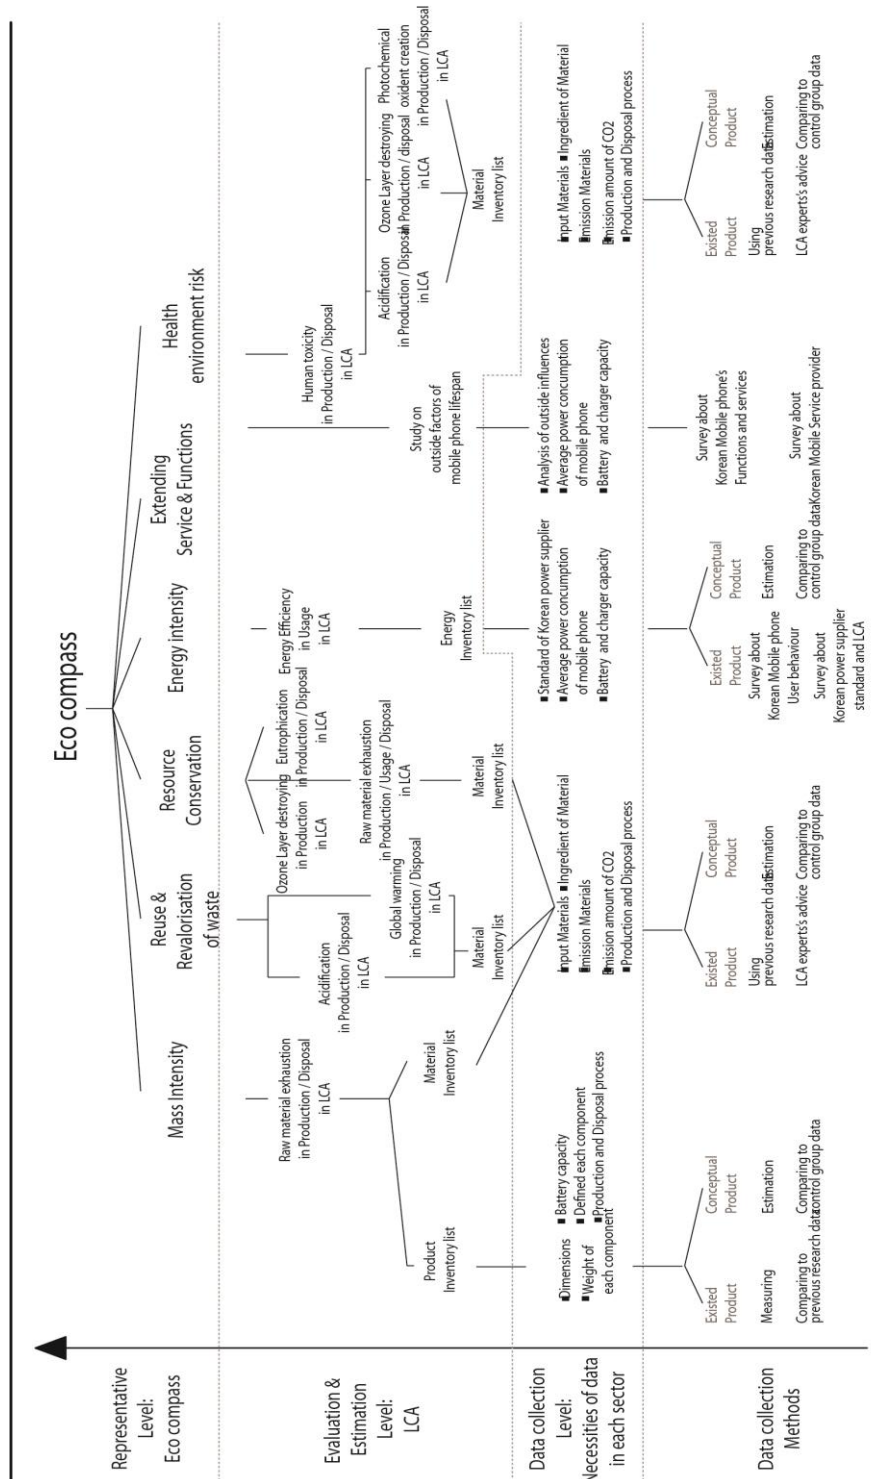 Eco compass
Representative
Level:
Eco compass
Mass Intensity
Reuse &
Revalorisation
of waste
Resource
Conservation
Energy intensity
Extending
Service & Functions
Health
environment risk
Evaluation &
Estimation
Level:
LCA
Raw material exhaustion
in Production / Disposal
in LCA
Product
Inventory list
Material
Inventory list
Acidification
in Production / Disposal
in LCA
Global warming
in Production / Disposal
in LCA
Material
Inventory list
Ozone Layer destroying
in Production
in LCA
Eutrophication
in Production / Disposal
in LCA
Raw material exhaustion
in Production / Usage / Disposal
in LCA
Material
Inventory list
Energy Efficiency
in Usage
in LCA
Energy
Inventory list
Study on
outside factors of
mobile phone lifespan
Human toxicity
in Production / Disposal
in LCA
Acidification
in Production / Disposal
in LCA
Ozone Layer destroying
in Production / disposal
in LCA
Photochemical
oxident creation
in Production / Disposal
in LCA
Material
Inventory list
Data collection
Level:
Necessities of data
in each sector
■ Dimensions
■ Weight of
each component
■ Battery capacity
■ Defined each component
■ Production and Disposal process
■ Input Materials ■ Ingredient of Material
■ Emission Materials
■ Emission amount of CO2
■ Production and Disposal process
■ Standard of Korean power supplier
■ Average power concumption
of mobile phone
■ Battery and charger capacity
■ Analysis of outside influences
■ Average power concumption
of mobile phone
■ Battery and charger capacity
■ Input Materials ■ Ingredient of Material
■ Emission Materials
■ Emission amount of CO2
■ Production and Disposal process
Data collection
Methods
Existed
Product
Measuring
Comparing to
previous research data
Conceptual
Product
Estimation
Comparing to
control group data
Existed
Product
Using
previous research data
LCA experts's advice
Conceptual
Product
Estimation
Comparing to
control group data
Existed
Product
Survey about
Korean Mobile phone
User behaviour
Survey about
Korean power supplier
standard and LCA
Conceptual
Product
Estimation
Comparing to
control group data
Survey about
Korean Mobile phone's
Functions and services
Survey about
Korean Mobile Service provider
Existed
Product
Using
previous research data
LCA experts's advice
Conceptual
Product
Estimation
Comparing to
control group data